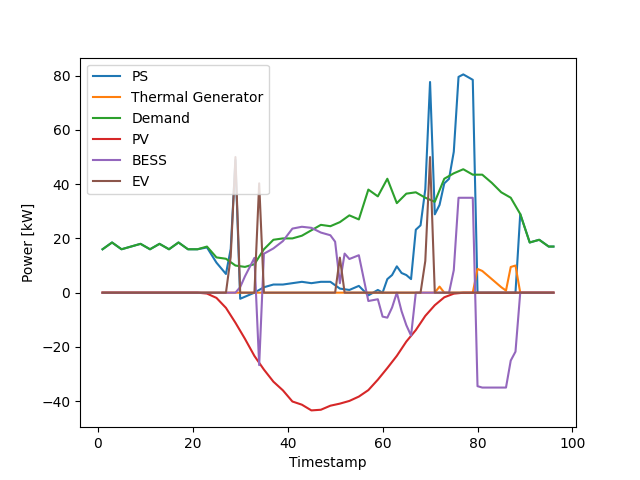 PS
Thermal Generator
Demand
PV
BESS
EV
Power [kW]
80
60
40
20
0
−20
−40
0 20 40 60 80 100
Timestamp